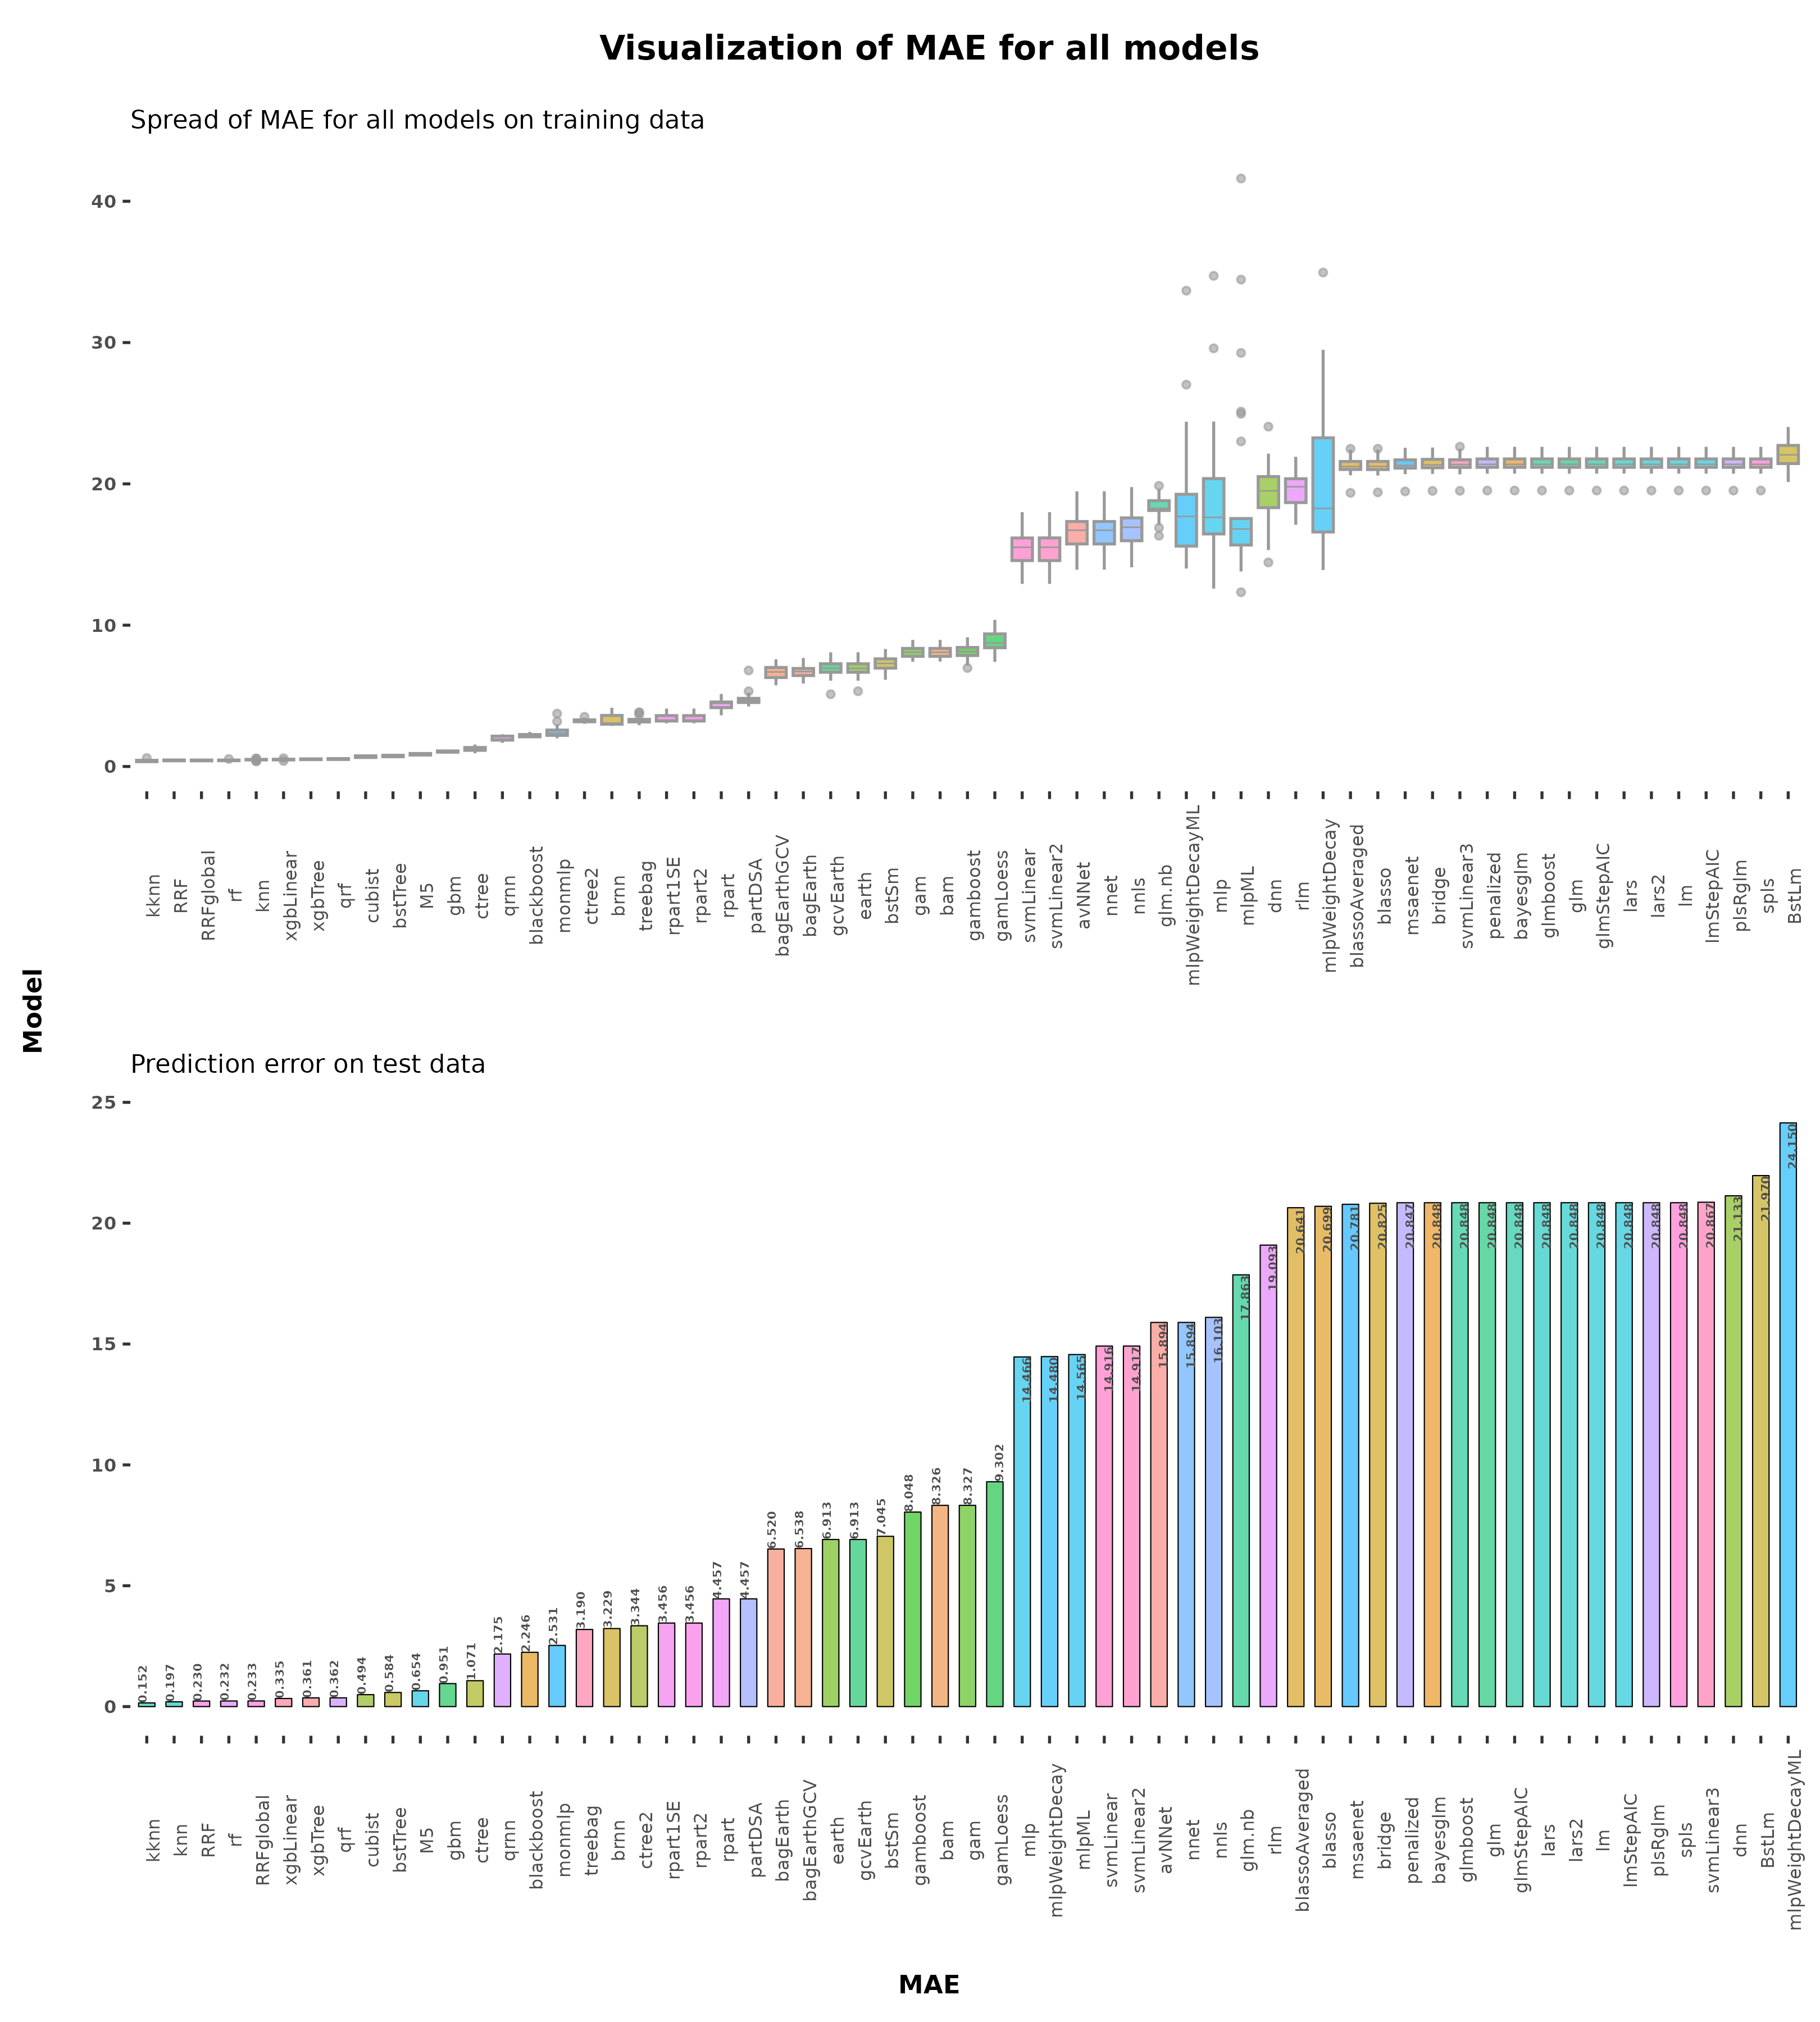 Visualization of MAE for all models
Spread of MAE for all models on training data
40
30
20
10
0
kknn
RRF
RRFglobal
rf
knn
xgbLinear
xgbTree
qrf
cubist
bstTree
M5
gbm
ctree
qrnn
blackboost
monmlp
ctree2
brnn
treebag
rpart1SE
rpart2
rpart
partDSA
bagEarthGCV
bagEarth
gcvEarth
earth
bstSm
gam
bam
gamboost
gamLoess
svmLinear
svmLinear2
avNNet
nnet
nnls
glm.nb
mlpWeightDecayML
mlp
mlpML
dnn
rlm
mlpWeightDecay
blassoAveraged
blasso
msaenet
bridge
svmLinear3
penalized
bayesglm
glmboost
glm
glmStepAIC
lars
lars2
lm
lmStepAIC
plsRglm
spls
BstLm
Model
Prediction error on test data
25
20
15
10
5
0
0.152
0.197
0.230
0.232
0.233
0.335
0.361
0.362
0.494
0.584
0.654
0.951
1.071
2.175
2.246
2.531
3.190
3.229
3.344
3.456
3.456
4.457
4.457
6.520
6.538
6.913
6.913
7.045
8.048
8.326
8.327
9.302
14.466
14.480
14.565
14.916
14.917
15.894
15.894
16.103
17.863
19.093
20.641
20.699
20.781
20.825
20.847
20.848
20.848
20.848
20.848
20.848
20.848
20.848
20.848
20.848
20.848
20.867
21.133
21.970
24.150
kknn
knn
RRF
rf
RRFglobal
xgbLinear
xgbTree
qrf
cubist
bstTree
M5
gbm
ctree
qrnn
blackboost
monmlp
treebag
brnn
ctree2
rpart1SE
rpart2
rpart
partDSA
bagEarth
bagEarthGCV
earth
gcvEarth
bstSm
gamboost
bam
gam
gamLoess
mlp
mlpWeightDecay
mlpML
svmLinear
svmLinear2
avNNet
nnet
nnls
glm.nb
rlm
blassoAveraged
blasso
msaenet
bridge
penalized
bayesglm
glmboost
glm
glmStepAIC
lars
lars2
lm
lmStepAIC
plsRglm
spls
svmLinear3
dnn
BstLm
mlpWeightDecayML
MAE